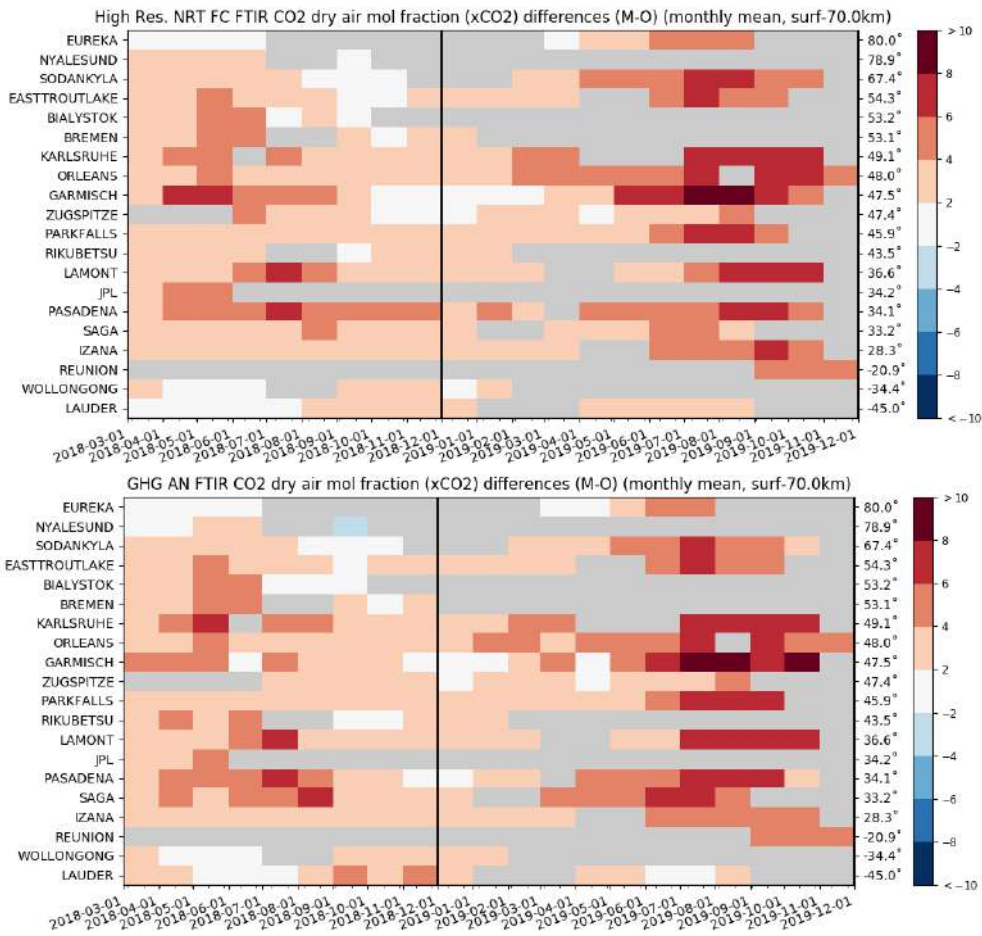 High Res. NRT FC FTIR CO2 dry air mol fraction (xCO2) differences (M-O) (monthly mean, surf-70.0km)
EUREKA 80.0° >10
NYALESUND 78.9°
SODANKYLA 67.4° 8
EASTTROUTLAKE 54.3°
BIALYSTOK 53.2° 6
BREMEN 53.1°
KARLSRUHE 49.1° 4
ORLEANS 48.0°
GARMISCH 47.5° 2
ZUGSPITZE 47.4°
PARKFALLS 45.9°
RIKUBETSU 43.5° −2
LAMONT 36.6°
JPL 34.2° −4
PASADENA 34.1°
SAGA 33.2° −6
IZANA 28.3°
REUNION -20.9° −8
WOLLONGONG -34.4°
LAUDER -45.0° <−10
2018-03-01 2018-04-01 2018-05-01 2018-06-01 2018-07-01 2018-08-01 2018-09-01 2018-10-01 2018-11-01 2018-12-01 2019-01-01 2019-02-01 2019-03-01 2019-04-01 2019-05-01 2019-06-01 2019-07-01 2019-08-01 2019-09-01 2019-10-01 2019-11-01 2019-12-01
GHG AN FTIR CO2 dry air mol fraction (xCO2) differences (M-O) (monthly mean, surf-70.0km)
EUREKA 80.0° >10
NYALESUND 78.9°
SODANKYLA 67.4° 8
EASTTROUTLAKE 54.3°
BIALYSTOK 53.2° 6
BREMEN 53.1°
KARLSRUHE 49.1° 4
ORLEANS 48.0°
GARMISCH 47.5° 2
ZUGSPITZE 47.4°
PARKFALLS 45.9°
RIKUBETSU 43.5° −2
LAMONT 36.6°
JPL 34.2° −4
PASADENA 34.1°
SAGA 33.2° −6
IZANA 28.3°
REUNION -20.9° −8
WOLLONGONG -34.4°
LAUDER -45.0° <−10
2018-03-01 2018-04-01 2018-05-01 2018-06-01 2018-07-01 2018-08-01 2018-09-01 2018-10-01 2018-11-01 2018-12-01 2019-01-01 2019-02-01 2019-03-01 2019-04-01 2019-05-01 2019-06-01 2019-07-01 2019-08-01 2019-09-01 2019-10-01 2019-11-01 2019-12-01